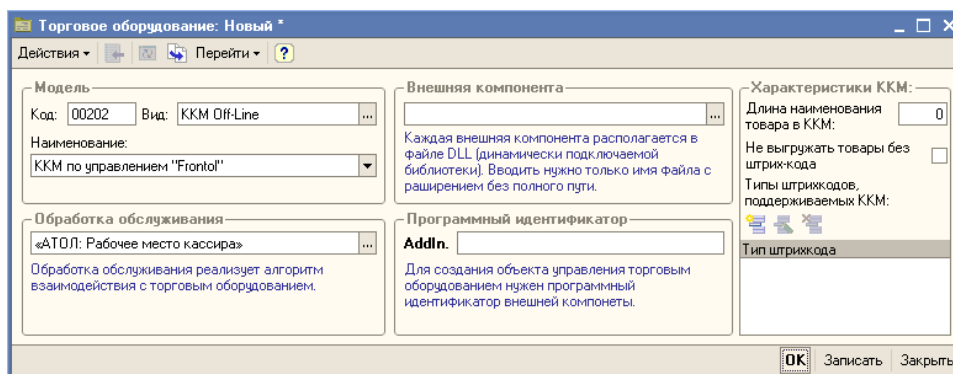 Торговое оборудование: Новый *
Действия Перейти ?
Модель
Код: 00202 Вид: ККМ Off-Line ...
Наименование:
ККМ по управлением "Frontol"
Обработка обслуживания
«АТОЛ: Рабочее место кассира» ...
Обработка обслуживания реализует алгоритм
взаимодействия с торговым оборудованием.
Внешняя компонента
...
Каждая внешняя компонента располагается в
файле DLL (динамически подключаемой
библиотеки). Вводить нужно только имя файла с
раширением без полного пути.
Программный идентификатор
AddIn.
Для создания объекта управления торговым
оборудованием нужен программный
идентификатор внешней компонеты.
Характеристики ККМ:
Длина наименования
товара в ККМ: 0
Не выгружать товары без
штрих-кода
Типы штрихкодов,
поддерживаемых ККМ:
Тип штрихкода
OK Записать Закрыть